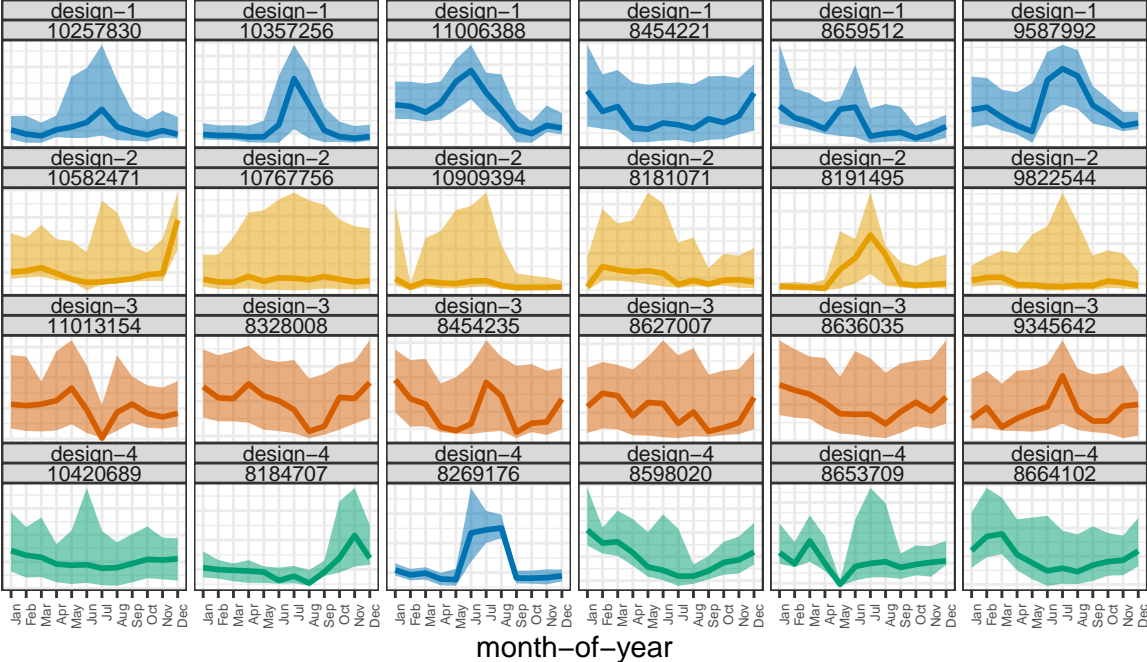 design−1 design−1 design−1 design−1 design−1 design−1
10257830 10357256 11006388 8454221 8659512 9587992
design−2 design−2 design−2 design−2 design−2 design−2
10582471 10767756 10909394 8181071 8191495 9822544
design−3 design−3 design−3 design−3 design−3 design−3
11013154 8328008 8454235 8627007 8636035 9345642
design−4 design−4 design−4 design−4 design−4 design−4
10420689 8184707 8269176 8598020 8653709 8664102
Jan Feb Mar Apr May Jun Jul Aug Sep Oct Nov Dec Jan Feb Mar Apr May Jun Jul Aug Sep Oct Nov Dec Jan Feb Mar Apr May Jun Jul Aug Sep Oct Nov Dec Jan Feb Mar Apr May Jun Jul Aug Sep Oct Nov Dec Jan Feb Mar Apr May Jun Jul Aug Sep Oct Nov Dec Jan Feb Mar Apr May Jun Jul Aug Sep Oct Nov Dec
month−of−year